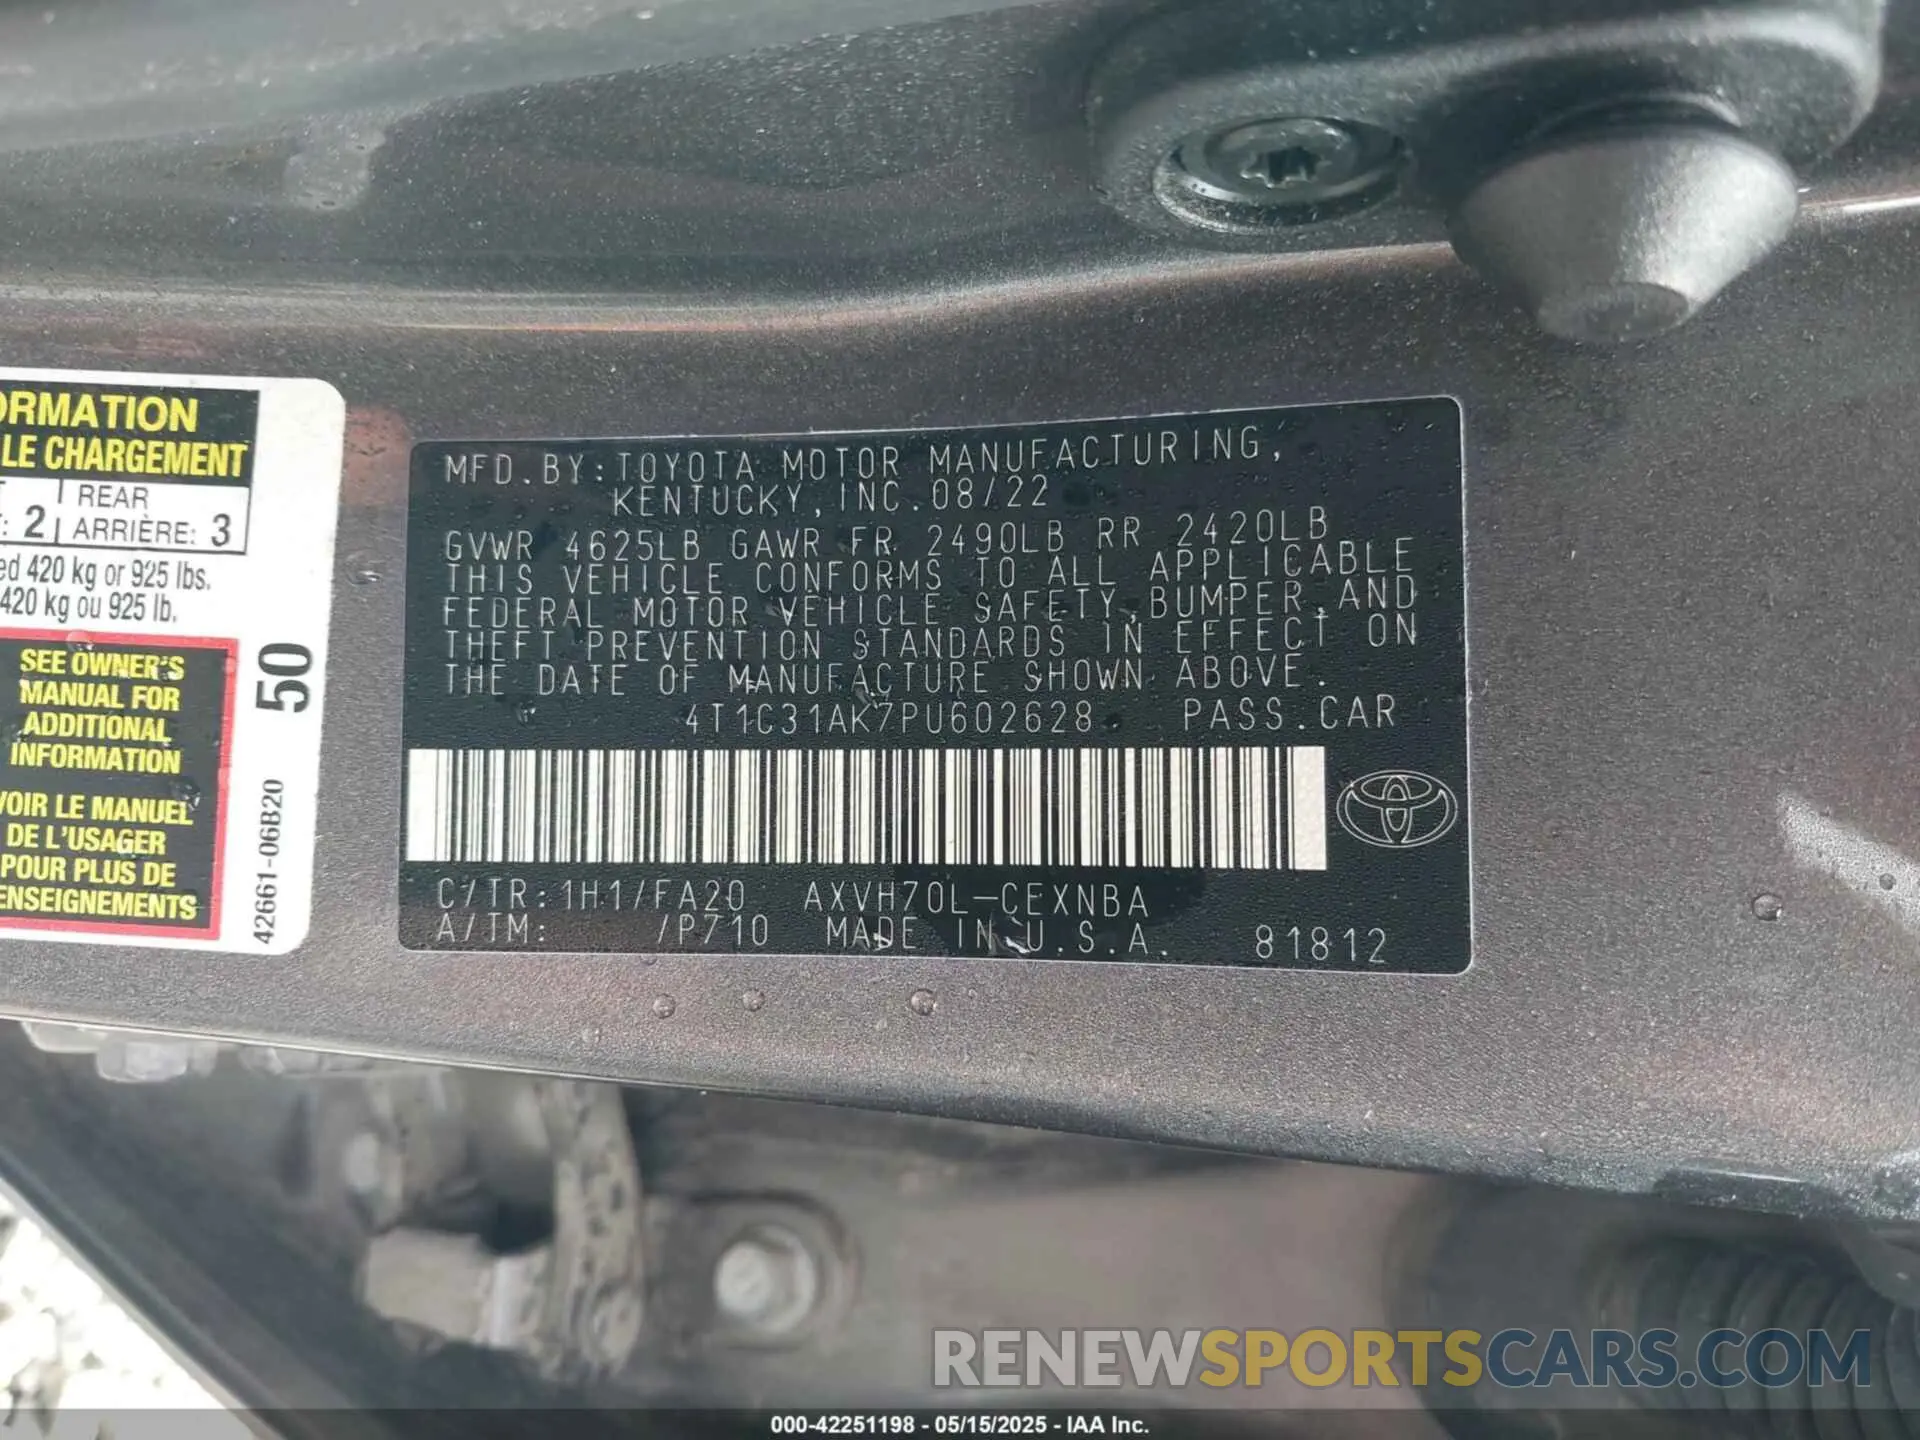 ORMATION
LE CHARGEMENT
REAR
2 ARRIÈRE: 3
ed 420 kg or 925 lbs.
420 kg ou 925 lb.
SEE OWNER'S
MANUAL FOR
ADDITIONAL
INFORMATION
VOIR LE MANUEL
DE L'USAGER
POUR PLUS DE
ENSEIGNEMENTS
50
42661-06B20
MFD.BY:TOYOTA MOTOR MANUFACTURING,
KENTUCKY,INC.08/22
GVWR 4625LB GAWR FR 2490LB RR 2420LB
THIS VEHICLE CONFORMS TO ALL APPLICABLE
FEDERAL MOTOR VEHICLE SAFETY,BUMPER,AND
THEFT PREVENTION STANDARDS IN EFFECT ON
THE DATE OF MANUFACTURE SHOWN ABOVE.
4T1C31AK7PU602628 PASS.CAR
C/TR:1H1/FA20 AXVH70L-CEXNBA
A/TM: /P710 MADE IN U.S.A. 81812
RENEWSPORTSCARS.COM
000-42251198 - 05/15/2025 - IAA Inc.